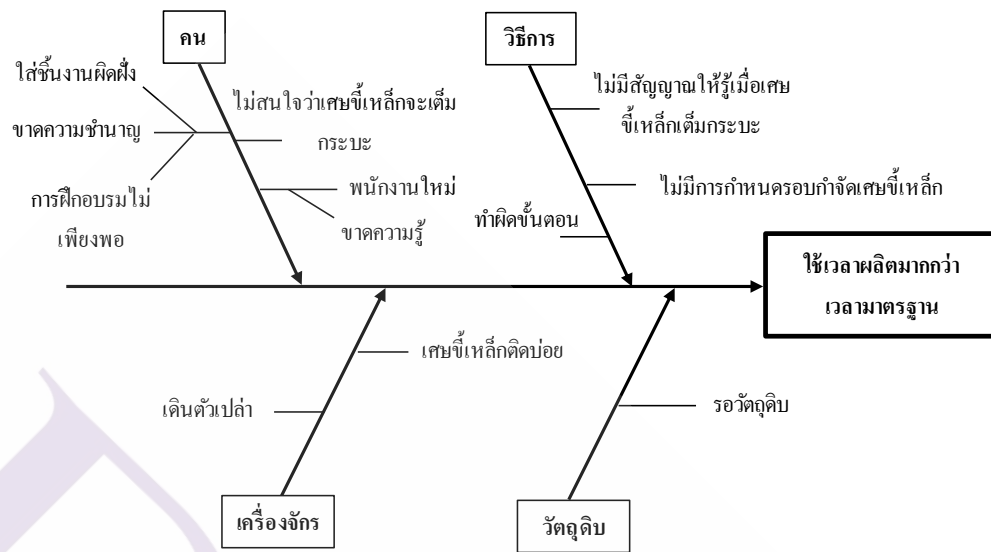 คน
วิธีการ
ใส่ชิ้นงานผิดฝั่ง
ขาดความชำนาญ
การฝึกอบรมไม่
เพียงพอ
ไม่สนใจว่าเศษขี้เหล็กจะเต็ม
กระบะ
พนักงานใหม่
ขาดความรู้
ไม่มีสัญญาณให้รู้เมื่อเศษ
ขี้เหล็กเต็มกระบะ
ไม่มีการกำหนดรอบกำจัดเศษขี้เหล็ก
ทำผิดขั้นตอน
ใช้เวลาผลิตมากกว่า
เวลามาตรฐาน
เศษขี้เหล็กติดบ่อย
เดินตัวเปล่า
รอวัตถุดิบ
เครื่องจักร
วัตถุดิบ